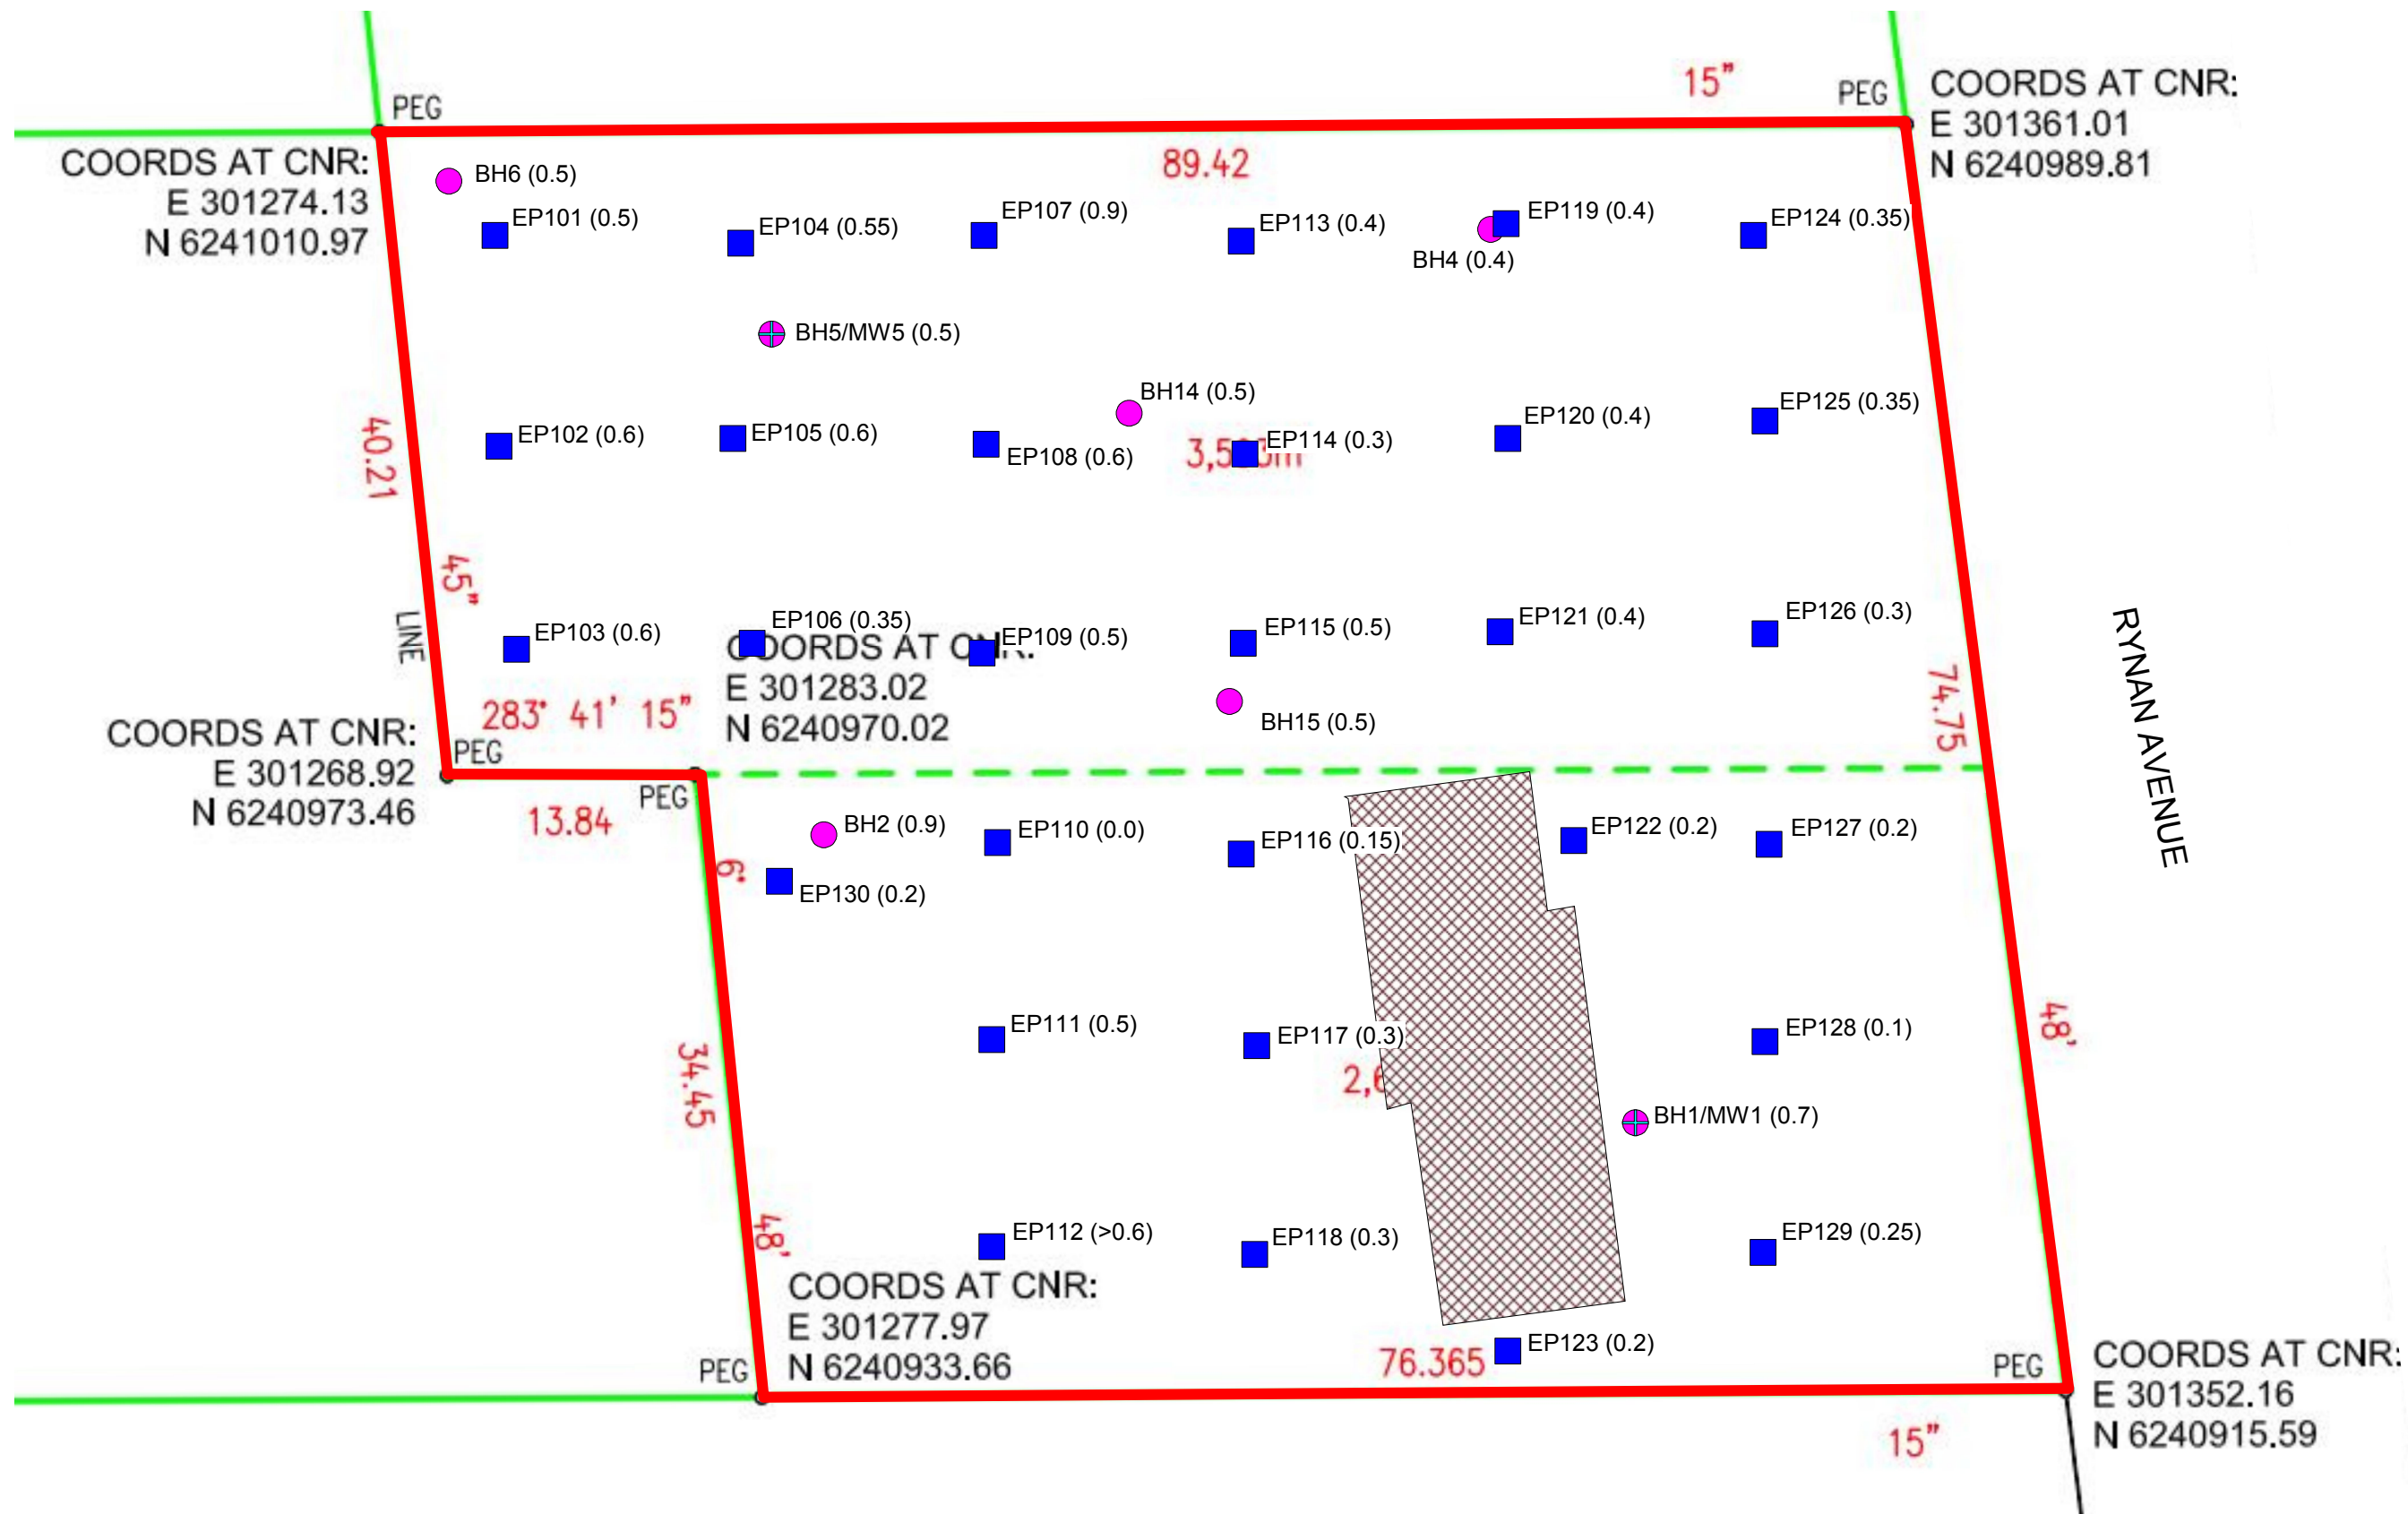 15"
PEG
PEG
COORDS AT CNR:
E 301361.01
N 6240989.81
COORDS AT CNR:
E 301274.13
N 6241010.97
89.42
BH6 (0.5)
EP101 (0.5)
EP104 (0.55)
EP107 (0.9)
EP113 (0.4)
EP119 (0.4)
EP124 (0.35)
BH4 (0.4)
BH5/MW5 (0.5)
BH14 (0.5)
40.21
EP102 (0.6)
EP105 (0.6)
EP108 (0.6)
EP114 (0.3)
EP120 (0.4)
EP125 (0.35)
45"
LINE
EP103 (0.6)
EP106 (0.35)
EP109 (0.5)
EP115 (0.5)
EP121 (0.4)
EP126 (0.3)
COORDS AT CNR:
E 301283.02
N 6240970.02
283° 41' 15"
BH15 (0.5)
74.75
RYNAN AVENUE
COORDS AT CNR:
E 301268.92
N 6240973.46
PEG
PEG
13.84
6'
BH2 (0.9)
EP110 (0.0)
EP116 (0.15)
EP122 (0.2)
EP127 (0.2)
EP130 (0.2)
34.45
EP111 (0.5)
EP117 (0.3)
EP128 (0.1)
48'
BH1/MW1 (0.7)
48'
EP112 (>0.6)
EP118 (0.3)
EP129 (0.25)
COORDS AT CNR:
E 301277.97
N 6240933.66
PEG
76.365
EP123 (0.2)
PEG
COORDS AT CNR:
E 301352.16
N 6240915.59
15"